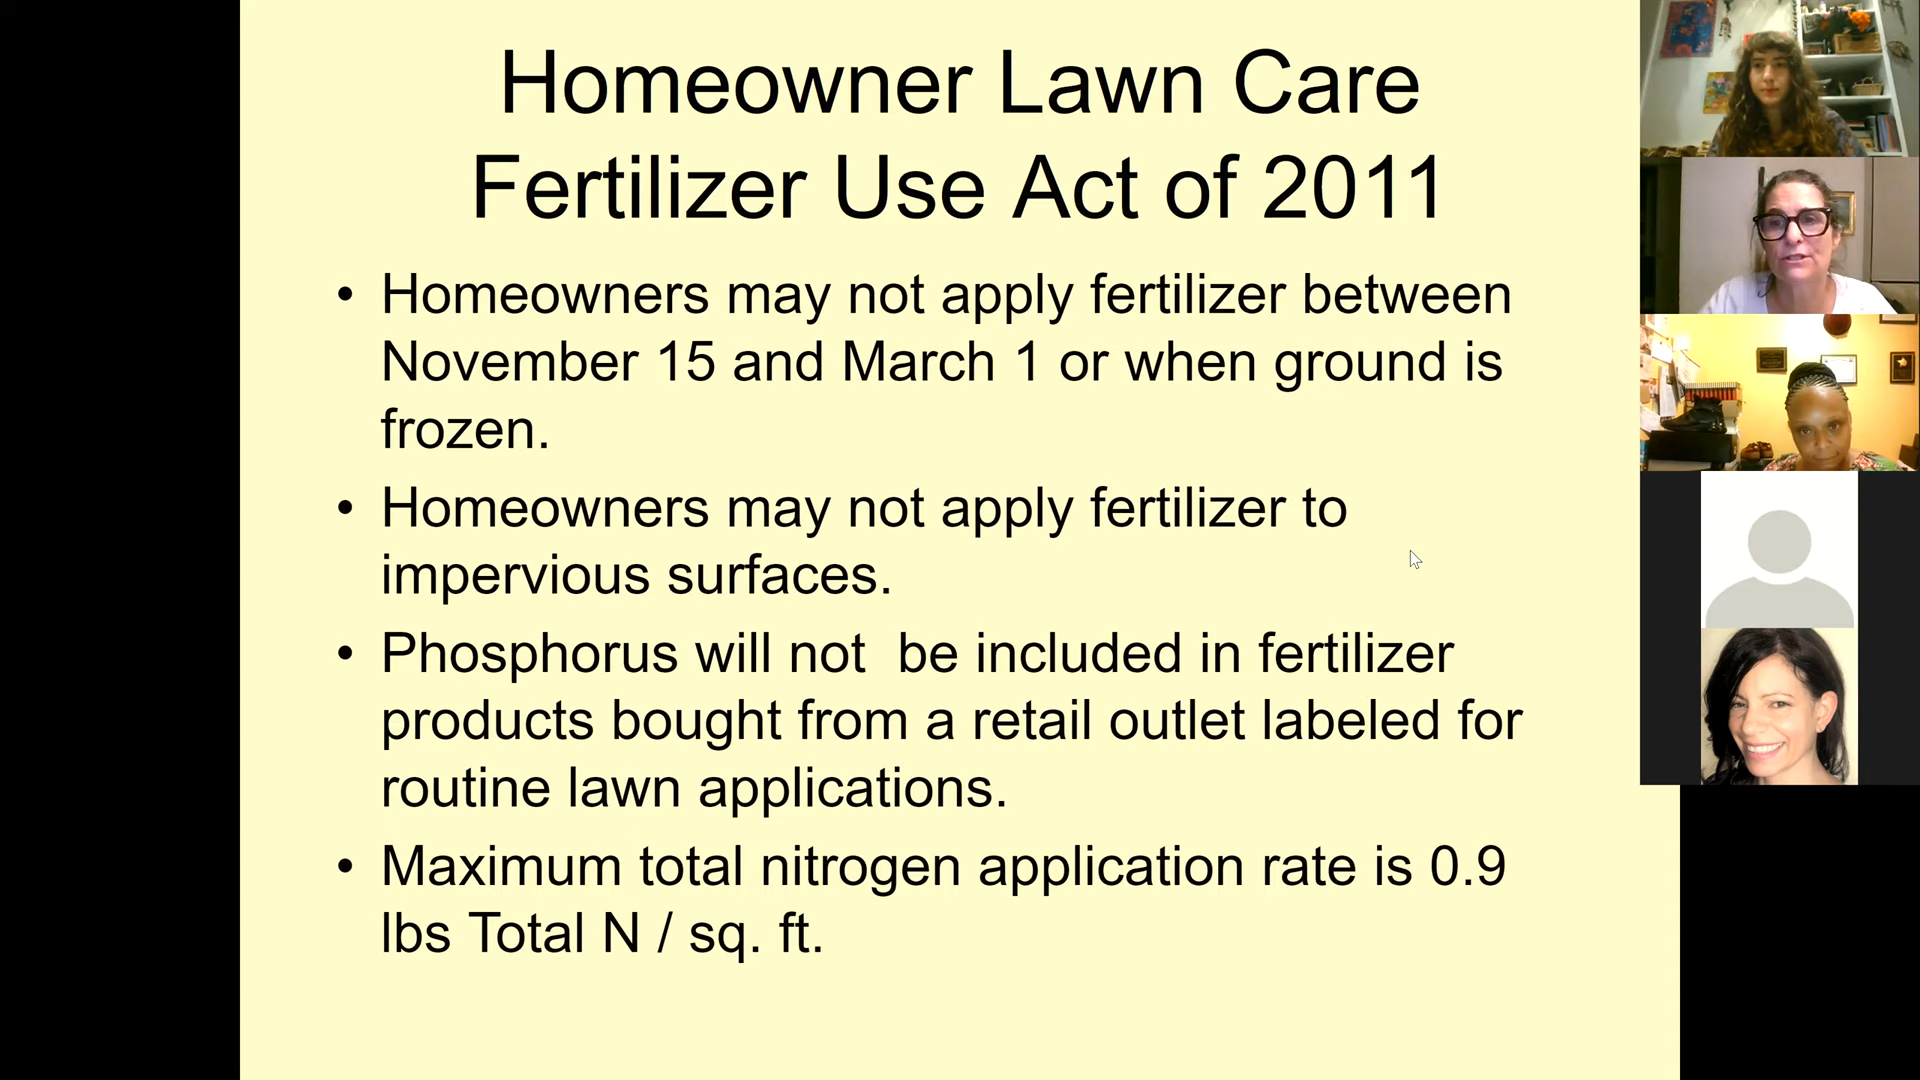 Homeowner Lawn Care
Fertilizer Use Act of 2011
• Homeowners may not apply fertilizer between
November 15 and March 1 or when ground is
frozen.
• Homeowners may not apply fertilizer to
impervious surfaces.
• Phosphorus will not  be included in fertilizer
products bought from a retail outlet labeled for
routine lawn applications.
• Maximum total nitrogen application rate is 0.9
lbs Total N / sq. ft.